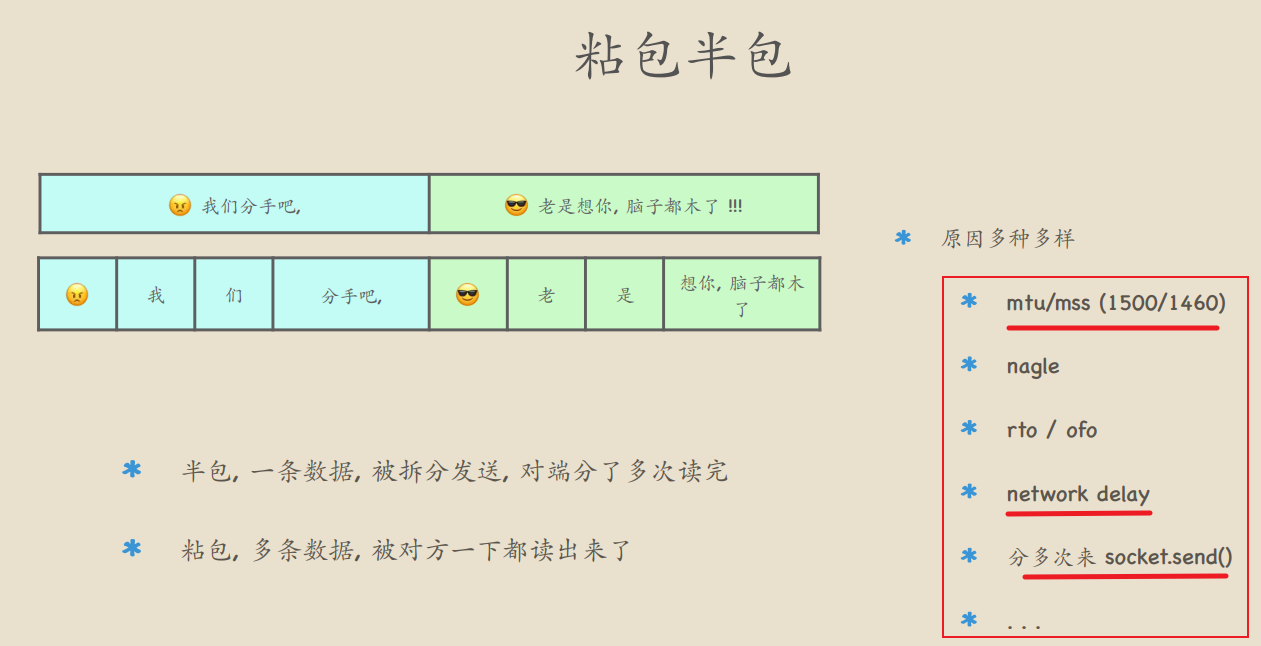 粘包半包
😠 我们分手吧,
😎 老是想你, 脑子都木了 !!!
😠
我
们
分手吧,
😎
老
是
想你, 脑子都木
了
* 半包, 一条数据, 被拆分发送, 对端分了多次读完
* 粘包, 多条数据, 被对方一下都读出来了
* 原因多种多样
* mtu/mss (1500/1460)
* nagle
* rto / ofo
* network delay
* 分多次来 socket.send()
* ...